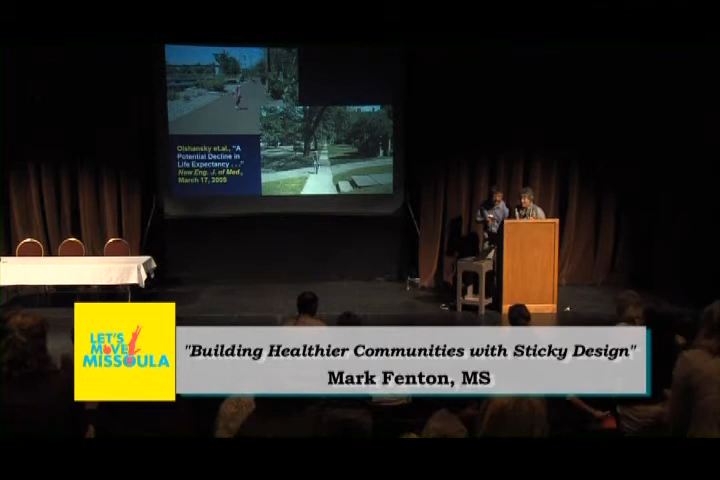 Olshansky et.al., "A
Potential Decline in
Life Expectancy . . ."
New Eng. J. of Med.,
March 17, 2005
LET'S
MOVE
MISSOULA
"Building Healthier Communities with Sticky Design"
Mark Fenton, MS